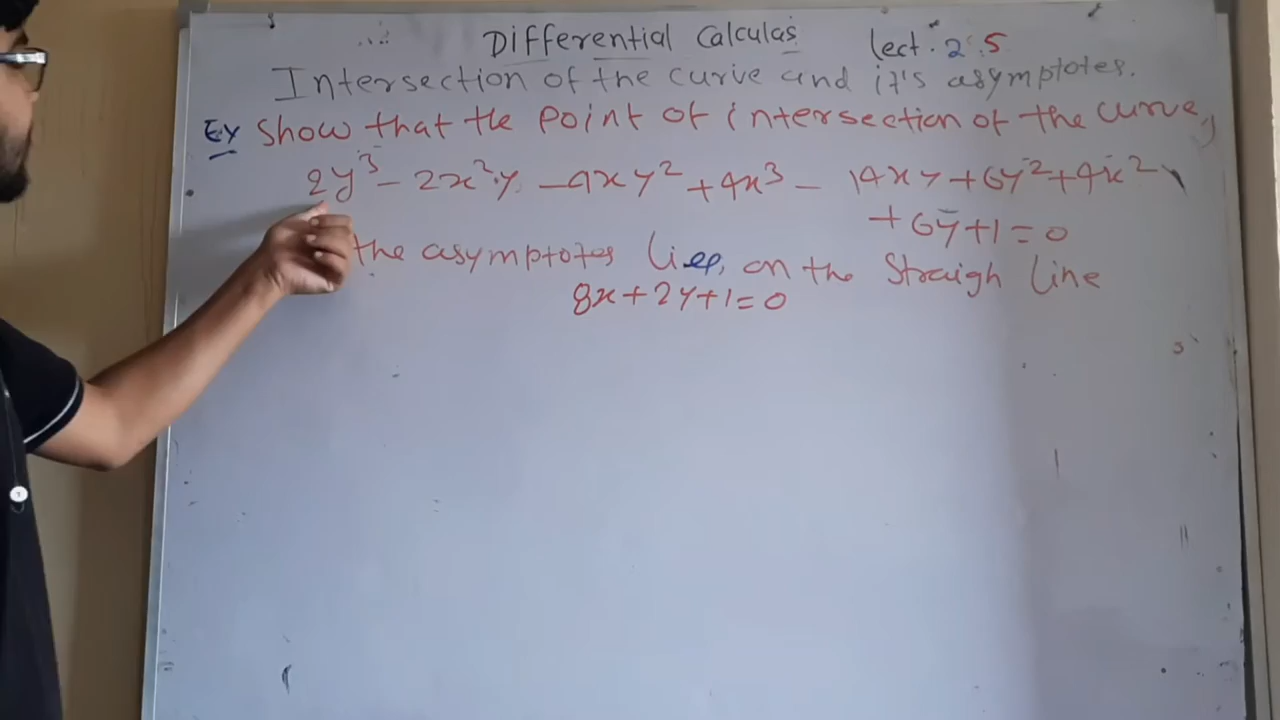 Differential Calculas Lect. 2.5
Intersection of the curve and it's asymptotes.
Ex Show that the point of intersection of the curve,
2y³ - 2x²y - 4xy² + 4x³ - 14xy + 6y² + 4x²
+ 6y + 1 = 0
the asymptotes lies, on the Straigh line
8x + 2y + 1 = 0